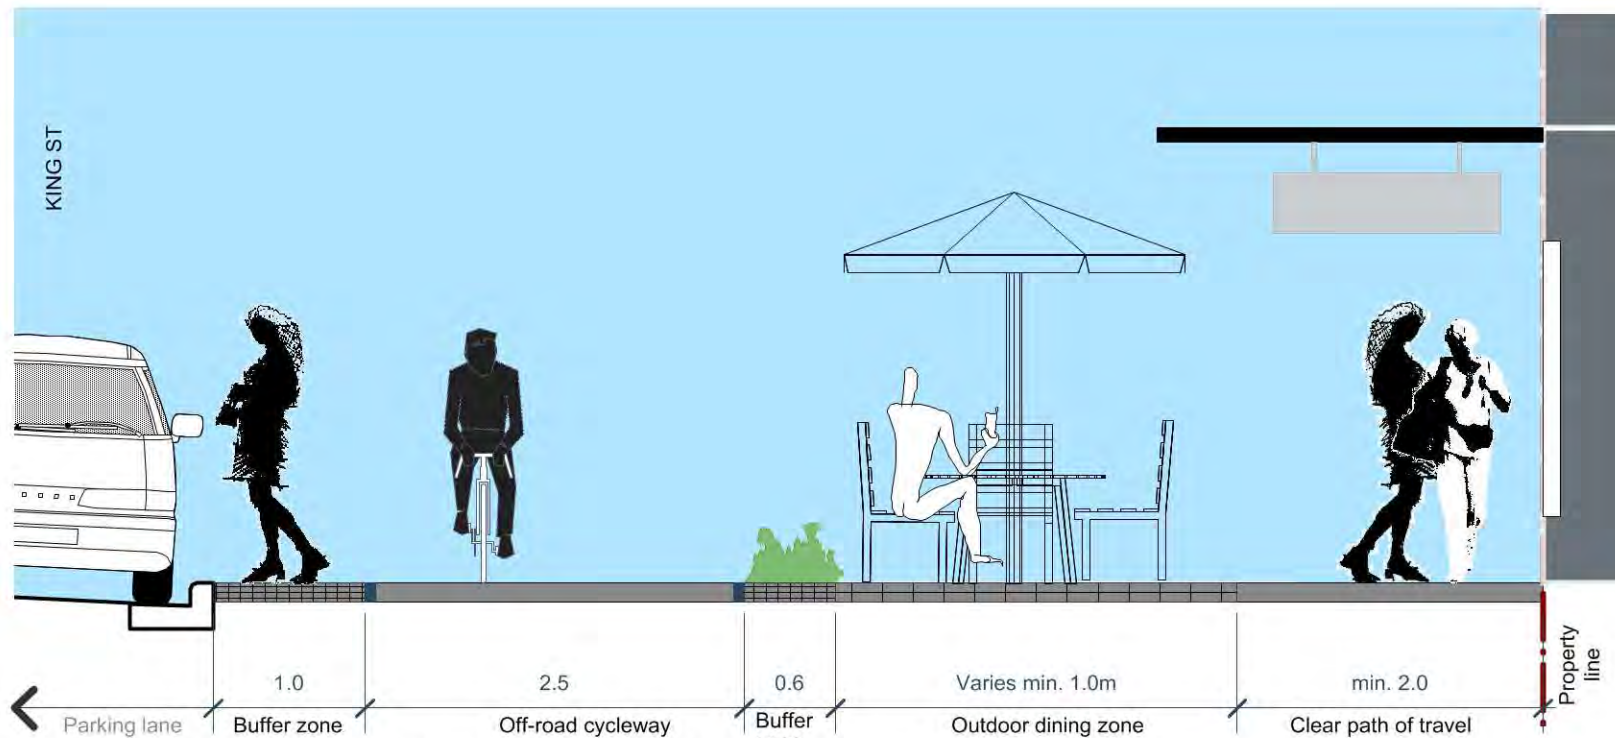 KING ST
1.0
2.5
0.6
Varies min. 1.0m
min. 2.0
Parking lane
Buffer zone
Off-road cycleway
Buffer
Outdoor dining zone
Clear path of travel
Property
line